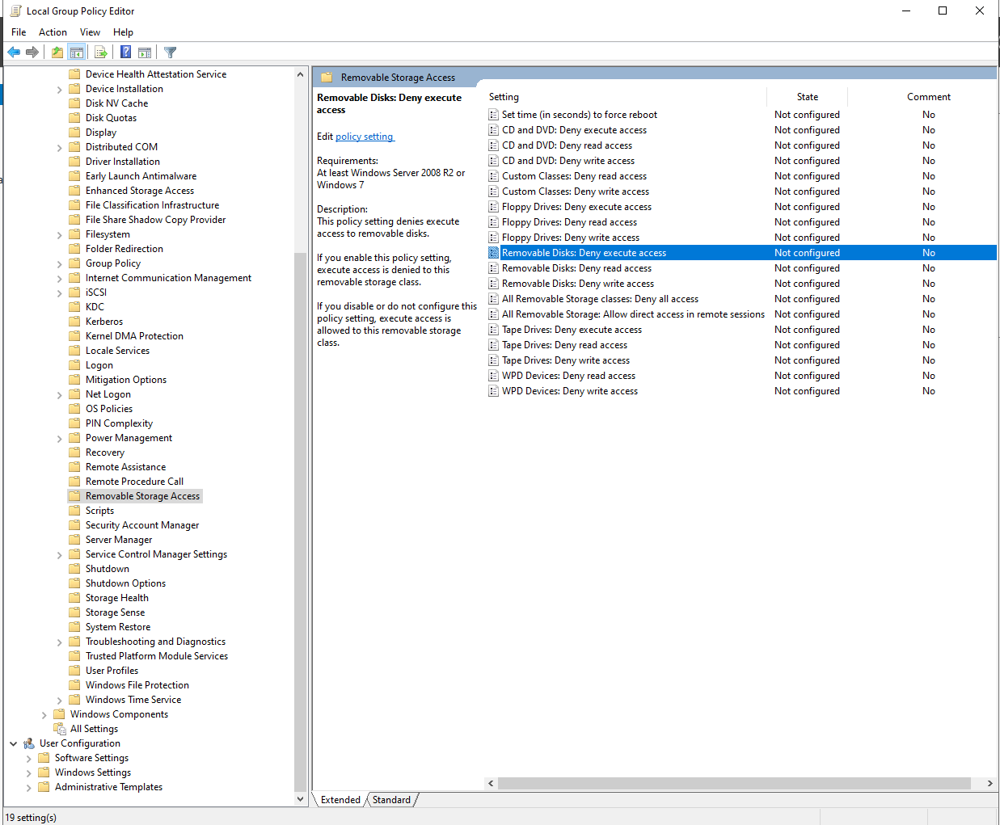 Local Group Policy Editor
File Action View Help
Device Health Attestation Service
Device Installation
Disk NV Cache
Disk Quotas
Display
Distributed COM
Driver Installation
Early Launch Antimalware
Enhanced Storage Access
File Classification Infrastructure
File Share Shadow Copy Provider
Filesystem
Folder Redirection
Group Policy
Internet Communication Management
iSCSI
KDC
Kerberos
Kernel DMA Protection
Locale Services
Logon
Mitigation Options
Net Logon
OS Policies
PIN Complexity
Power Management
Recovery
Remote Assistance
Remote Procedure Call
Removable Storage Access
Scripts
Security Account Manager
Server Manager
Service Control Manager Settings
Shutdown
Shutdown Options
Storage Health
Storage Sense
System Restore
Troubleshooting and Diagnostics
Trusted Platform Module Services
User Profiles
Windows File Protection
Windows Time Service
Windows Components
All Settings
User Configuration
Software Settings
Windows Settings
Administrative Templates
Removable Storage Access
Removable Disks: Deny execute
access
Edit policy setting
Requirements:
At least Windows Server 2008 R2 or
Windows 7
Description:
This policy setting denies execute
access to removable disks.
If you enable this policy setting,
execute access is denied to this
removable storage class.
If you disable or do not configure this
policy setting, execute access is
allowed to this removable storage
class.
Setting State Comment
Set time (in seconds) to force reboot Not configured No
CD and DVD: Deny execute access Not configured No
CD and DVD: Deny read access Not configured No
CD and DVD: Deny write access Not configured No
Custom Classes: Deny read access Not configured No
Custom Classes: Deny write access Not configured No
Floppy Drives: Deny execute access Not configured No
Floppy Drives: Deny read access Not configured No
Floppy Drives: Deny write access Not configured No
Removable Disks: Deny execute access Not configured No
Removable Disks: Deny read access Not configured No
Removable Disks: Deny write access Not configured No
All Removable Storage classes: Deny all access Not configured No
All Removable Storage: Allow direct access in remote sessions Not configured No
Tape Drives: Deny execute access Not configured No
Tape Drives: Deny read access Not configured No
Tape Drives: Deny write access Not configured No
WPD Devices: Deny read access Not configured No
WPD Devices: Deny write access Not configured No
Extended Standard
19 setting(s)